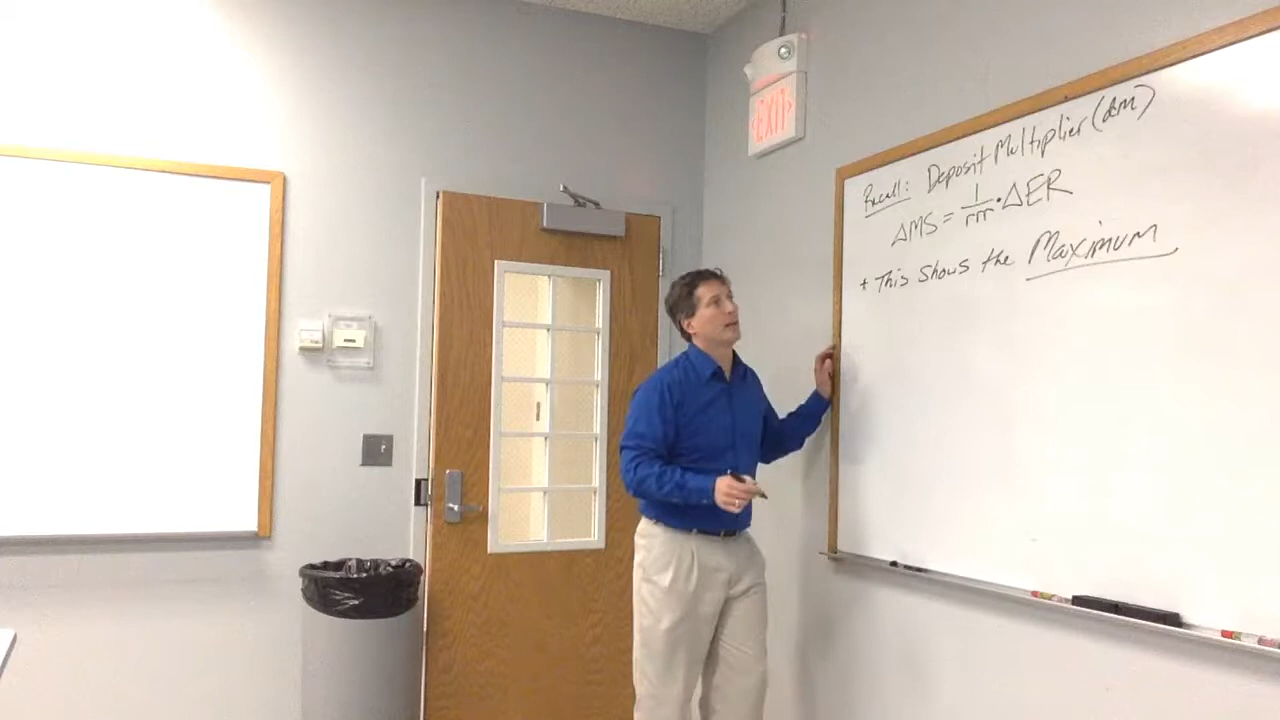 EXIT
Recall: Deposit Multiplier (dm)
ΔMS = 1/rrr · ΔER
+ This shows the Maximum